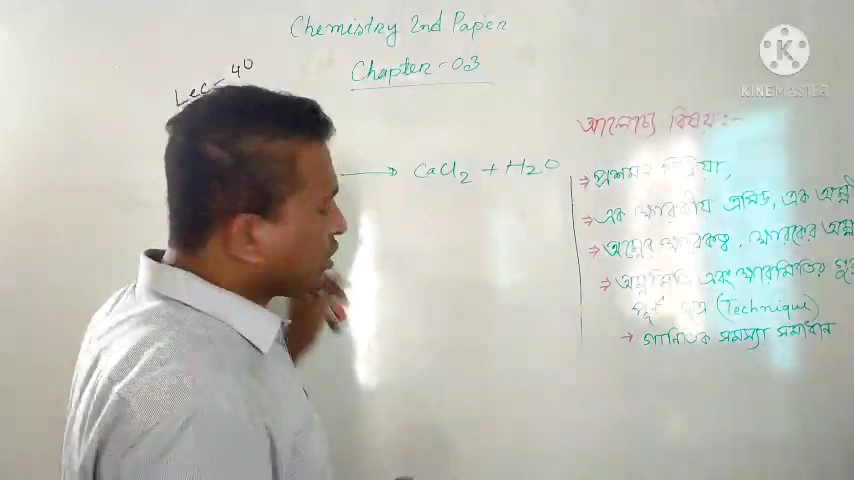 Chemistry 2nd Paper
Chapter-03
Lec-40
KINEMASTER
আলোচ্য বিষয়:-
→ CaCl2 + H2O
⇒ প্রশমন
⇒ এক ক্ষারকীয় এসিড, এক অম্লী
⇒ অম্লের ক্ষারকত্ব, ক্ষারকের অম্ল
⇒ এবং ক্ষারমিতির
সূত্র (Technique)
→ গাণিতিক সমস্যা সমাধান